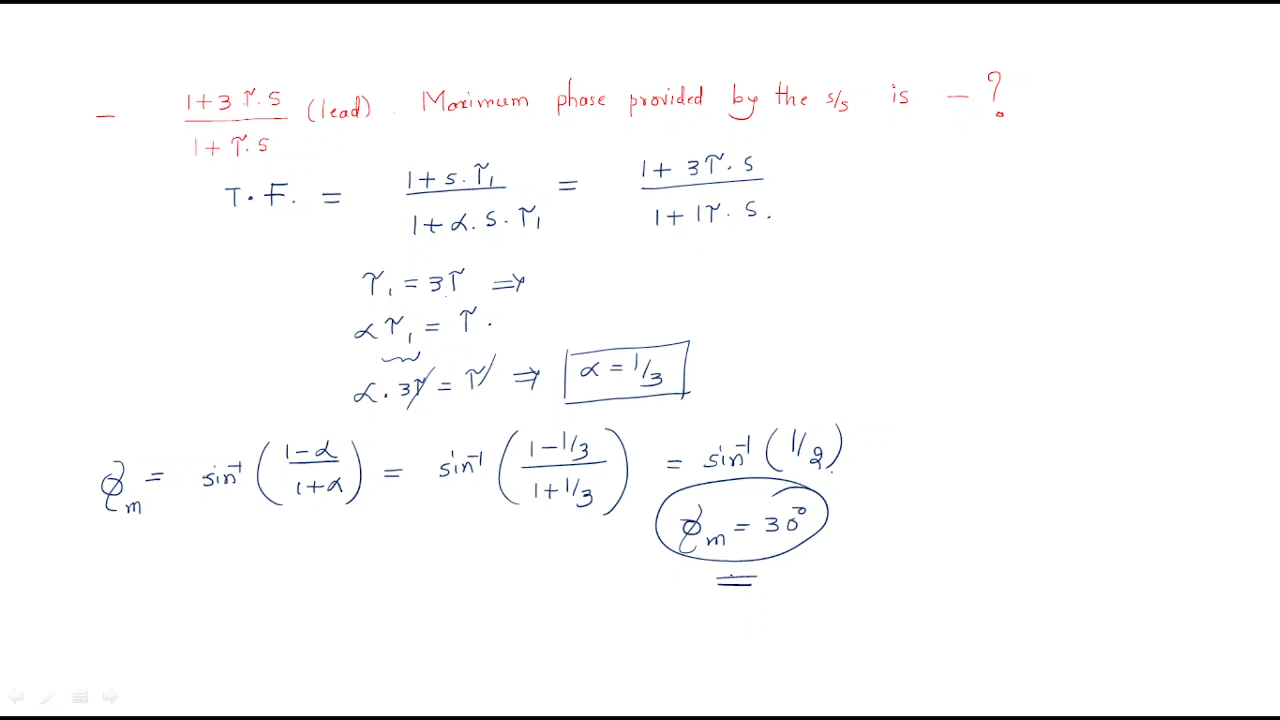 - (1+3τ.s)/(1+τ.s) (lead). Maximum phase provided by the s/s is - ?
T.F. = (1+s.τ₁)/(1+α.s.τ₁) = (1+3τ.s)/(1+1τ.s.)
τ₁ = 3τ ⇒
ατ₁ = τ.
α.3τ = τ ⇒ α = 1/3
ϕm = sin⁻¹((1-α)/(1+α)) = sin⁻¹((1-1/3)/(1+1/3)) = sin⁻¹(1/2)
ϕm = 30°